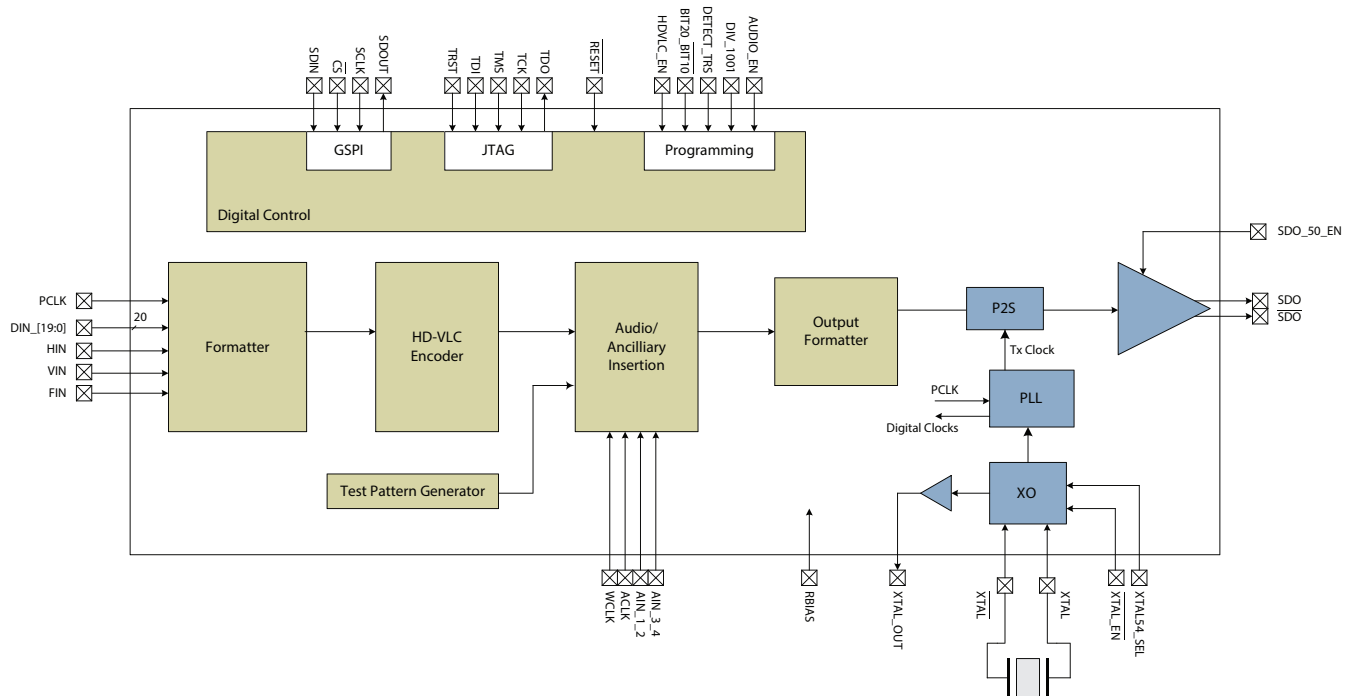 SDIN
CS
SCLK
SDOUT
TRST
TDI
TMS
TCK
TDO
RESET
HDVLC_EN
BIT20_BIT10
DETECT_TRS
DIV_1001
AUDIO_EN
GSPI
JTAG
Programming
Digital Control
SDO_50_EN
PCLK
DIN_[19:0]
20
HIN
VIN
FIN
Formatter
HD-VLC
Encoder
Audio/
Ancilliary
Insertion
Output
Formatter
P2S
SDO
SDO
Tx Clock
PCLK
PLL
Digital Clocks
Test Pattern Generator
XO
WCLK
ACLK
AIN_1_2
AIN_3_4
RBIAS
XTAL_OUT
XTAL
XTAL
XTAL_EN
XTAL54_SEL